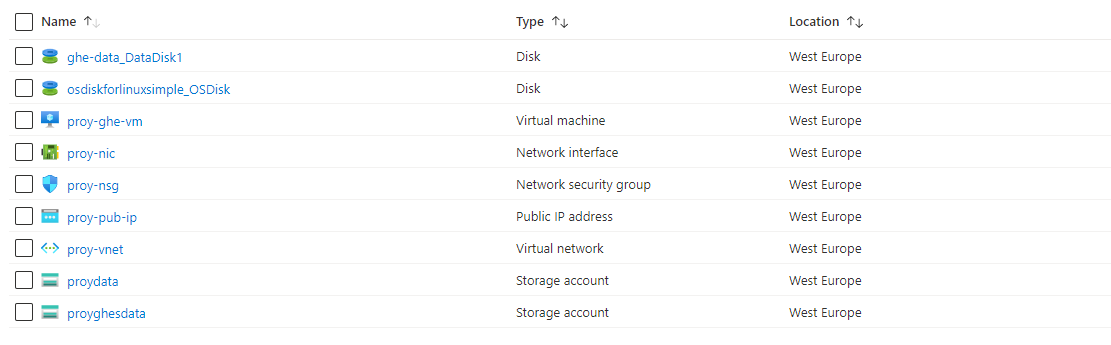 Name ↑↓ Type ↑↓ Location ↑↓
ghe-data_DataDisk1 Disk West Europe
osdiskforlinuxsimple_OSDisk Disk West Europe
proy-ghe-vm Virtual machine West Europe
proy-nic Network interface West Europe
proy-nsg Network security group West Europe
proy-pub-ip Public IP address West Europe
proy-vnet Virtual network West Europe
proydata Storage account West Europe
proyghesdata Storage account West Europe